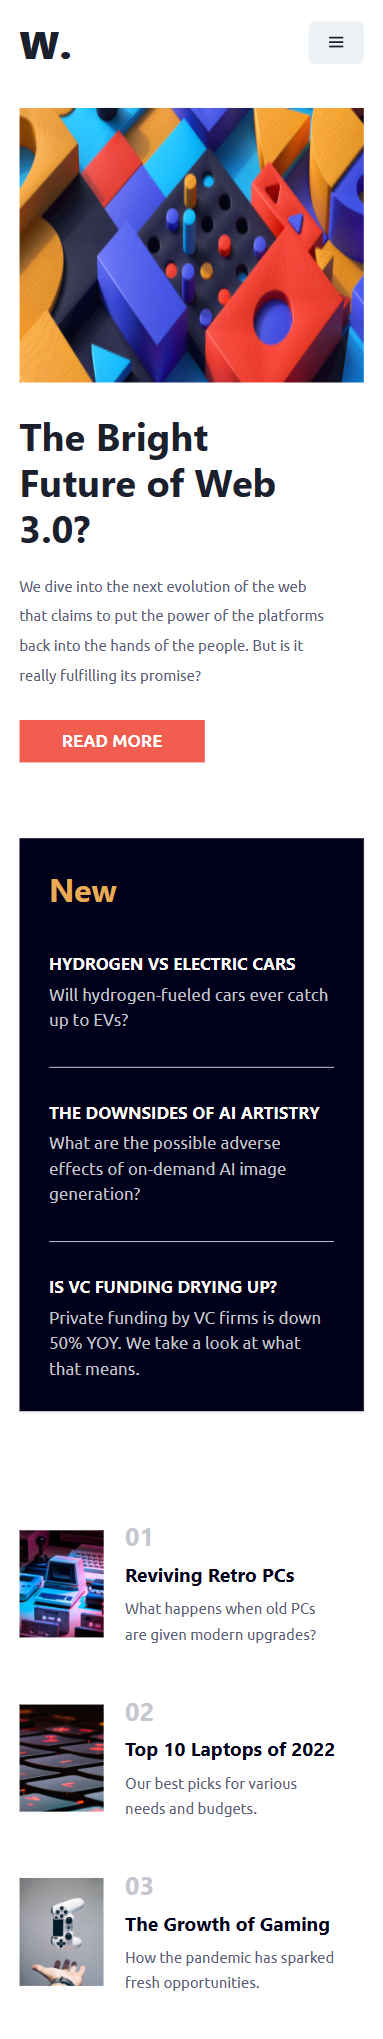 W.
The Bright
Future of Web
3.0?
We dive into the next evolution of the web
that claims to put the power of the platforms
back into the hands of the people. But is it
really fulfilling its promise?
READ MORE
New
HYDROGEN VS ELECTRIC CARS
Will hydrogen-fueled cars ever catch
up to EVs?
THE DOWNSIDES OF AI ARTISTRY
What are the possible adverse
effects of on-demand AI image
generation?
IS VC FUNDING DRYING UP?
Private funding by VC firms is down
50% YOY. We take a look at what
that means.
01
Reviving Retro PCs
What happens when old PCs
are given modern upgrades?
02
Top 10 Laptops of 2022
Our best picks for various
needs and budgets.
03
The Growth of Gaming
How the pandemic has sparked
fresh opportunities.